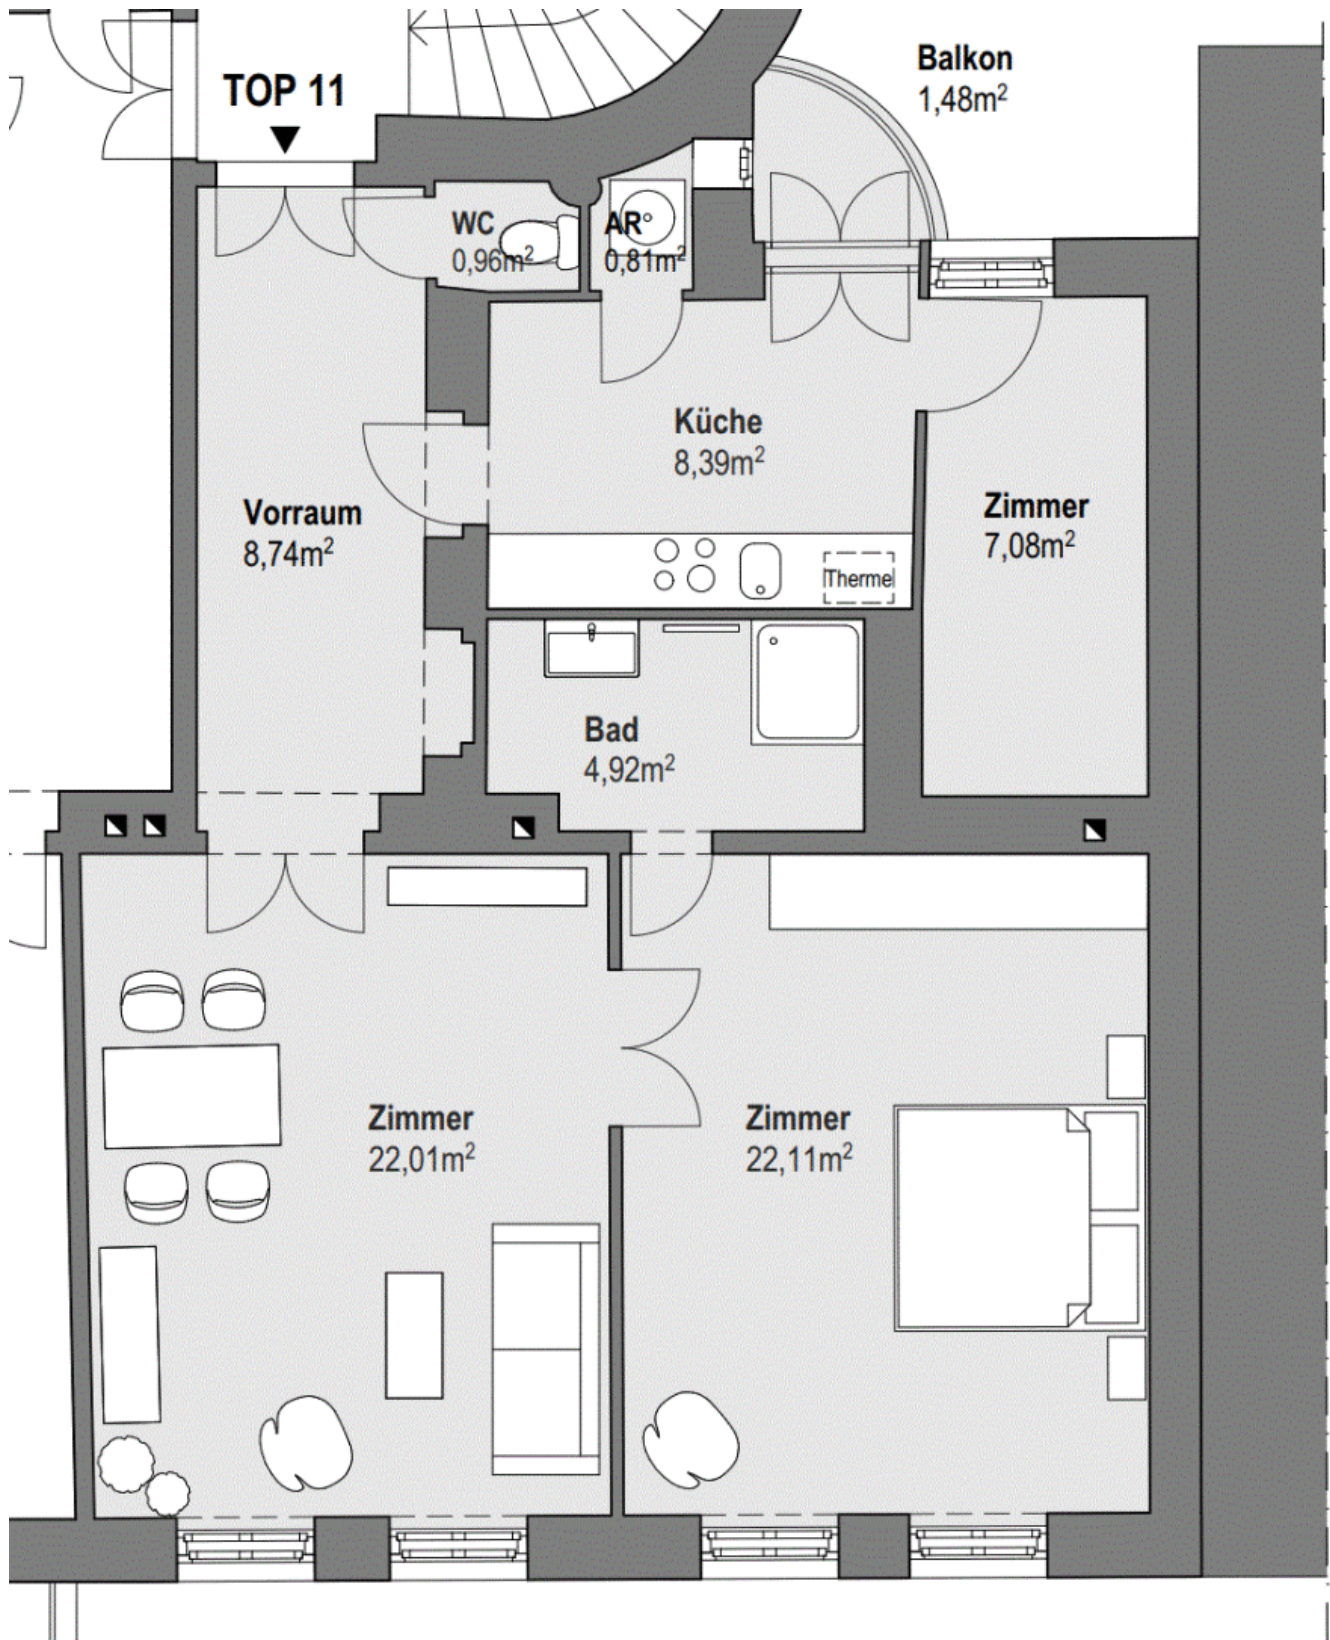 TOP 11
Balkon
1,48m²
WC
0,96m²
AR
0,81m²
Küche
8,39m²
Vorraum
8,74m²
Zimmer
7,08m²
Therme
Bad
4,92m²
Zimmer
22,01m²
Zimmer
22,11m²